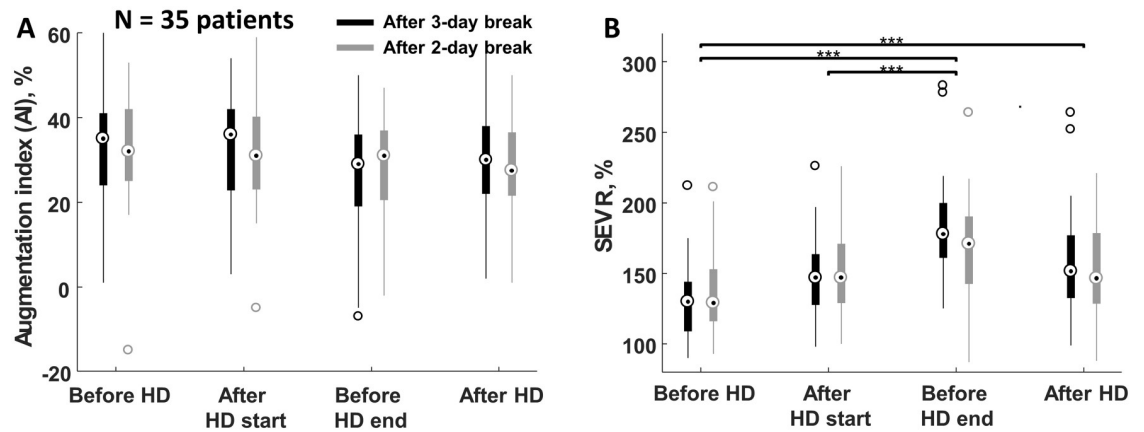 A
N = 35 patients
After 3-day break
After 2-day break
Augmentation index (AI), %
60
40
20
0
-20
Before HD
After
HD start
Before
HD end
After HD
B
***
***
***
SEVR, %
300
250
200
150
100
Before HD
After
HD start
Before
HD end
After HD